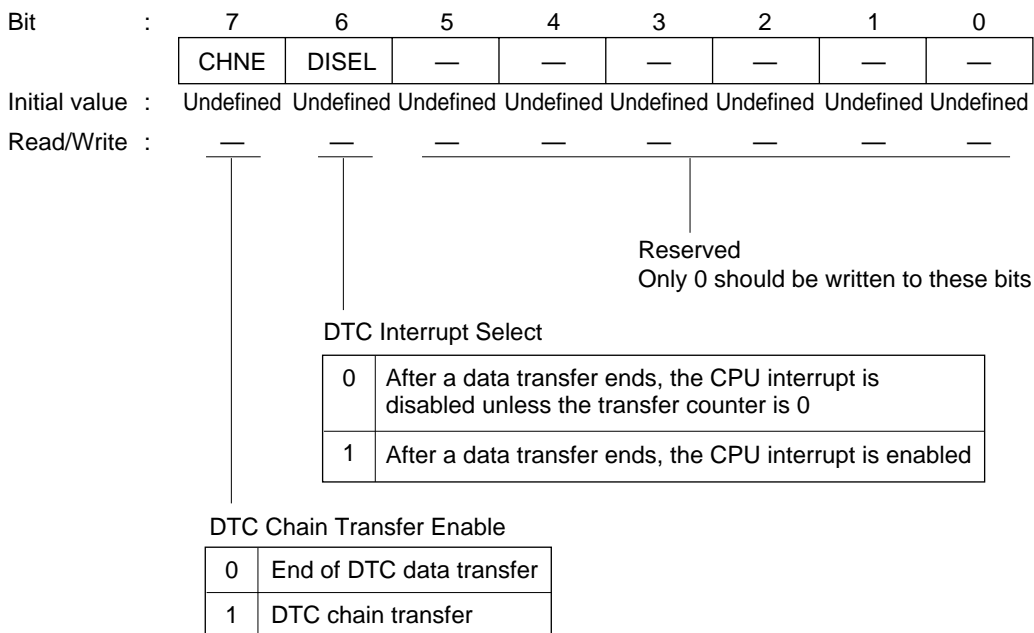 Bit : 7 6 5 4 3 2 1 0
CHNE DISEL — — — — — —
Initial value : Undefined Undefined Undefined Undefined Undefined Undefined Undefined Undefined
Read/Write : — — — — — — — —
Reserved
Only 0 should be written to these bits
DTC Interrupt Select
0 After a data transfer ends, the CPU interrupt is
disabled unless the transfer counter is 0
1 After a data transfer ends, the CPU interrupt is enabled
DTC Chain Transfer Enable
0 End of DTC data transfer
1 DTC chain transfer